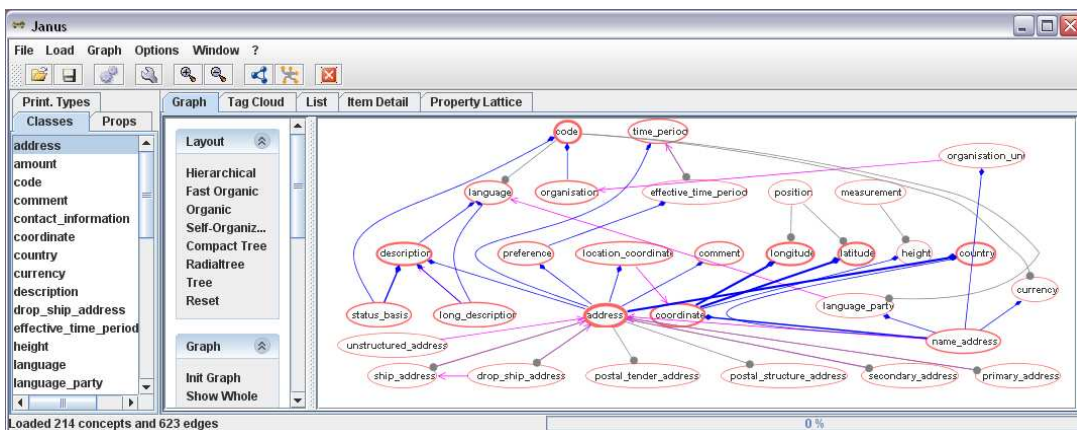 Janus
File Load Graph Options Window ?
Print. Types
Classes Props
address
amount
code
comment
contact_information
coordinate
country
currency
description
drop_ship_address
effective_time_period
height
language
language_party
Graph Tag Cloud List Item Detail Property Lattice
Layout
Hierarchical
Fast Organic
Organic
Self-Organiz...
Compact Tree
Radialtree
Tree
Reset
Graph
Init Graph
Show Whole
code time_period
organisation_uni
language organisation effective_time_period position measurement
description preference location_coordinat comment longitude latitude height country
currency
language_party
status_basis long_description address coordinate
name_address
unstructured_address
ship_address drop_ship_address postal_tender_address postal_structure_address secondary_address primary_address
Loaded 214 concepts and 623 edges 0 %